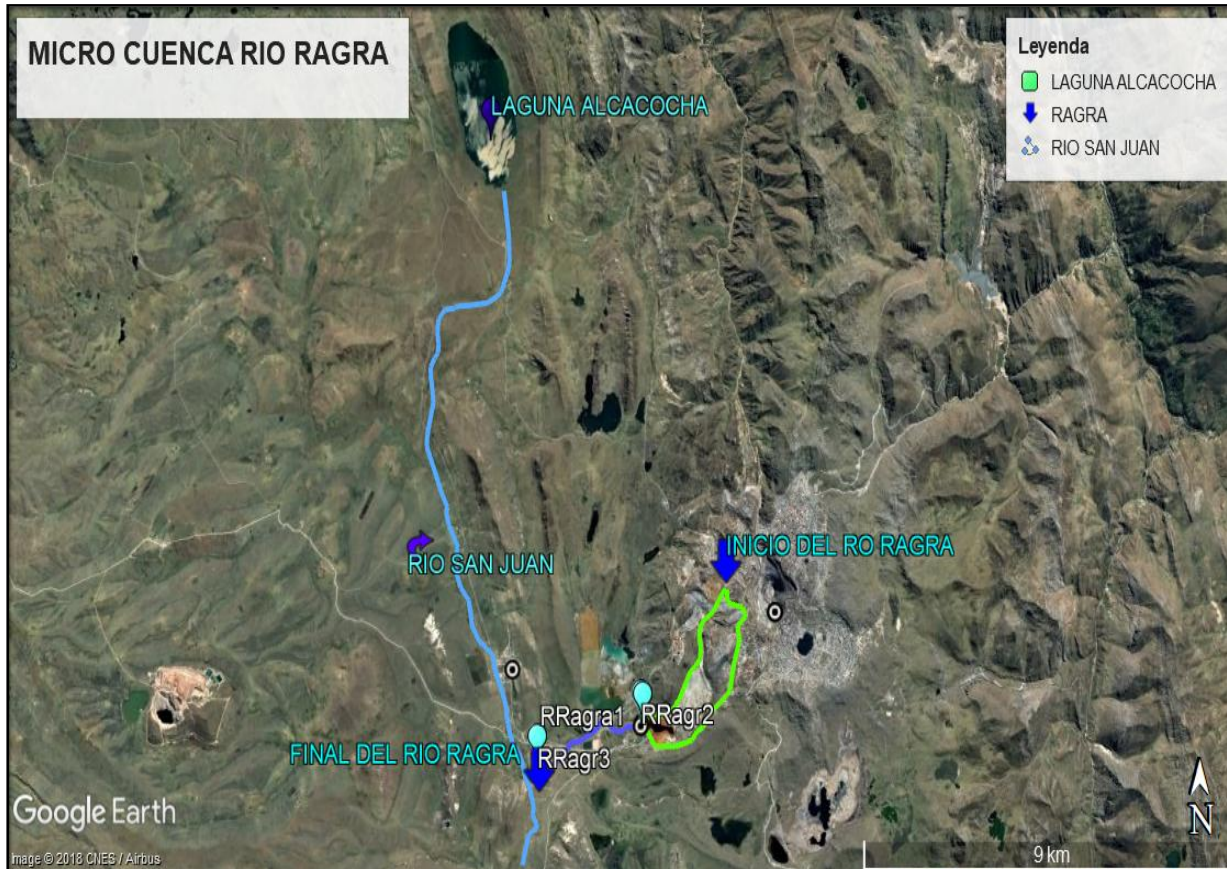 MICRO CUENCA RIO RAGRA
Leyenda
LAGUNA ALCACOCHA
RAGRA
RIO SAN JUAN
LAGUNA ALCACOCHA
INICIO DEL RO RAGRA
RIO SAN JUAN
RRagra1
RRagr2
FINAL DEL RIO RAGRA
RRagr3
Google Earth
N
Image © 2018 CNES / Airbus
9 km